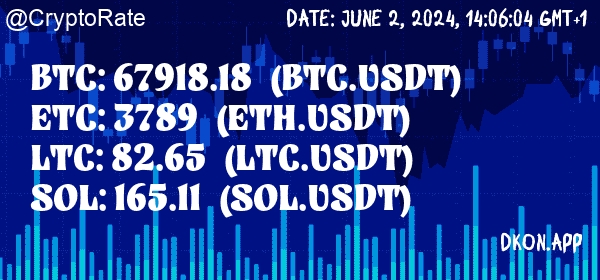 @CryptoRate
DATE: JUNE 2, 2024, 14:06:04 GMT+1
BTC: 67918.18 (BTC.USDT)
ETC: 3789 (ETH.USDT)
LTC: 82.65 (LTC.USDT)
SOL: 165.11 (SOL.USDT)
DKON.APP